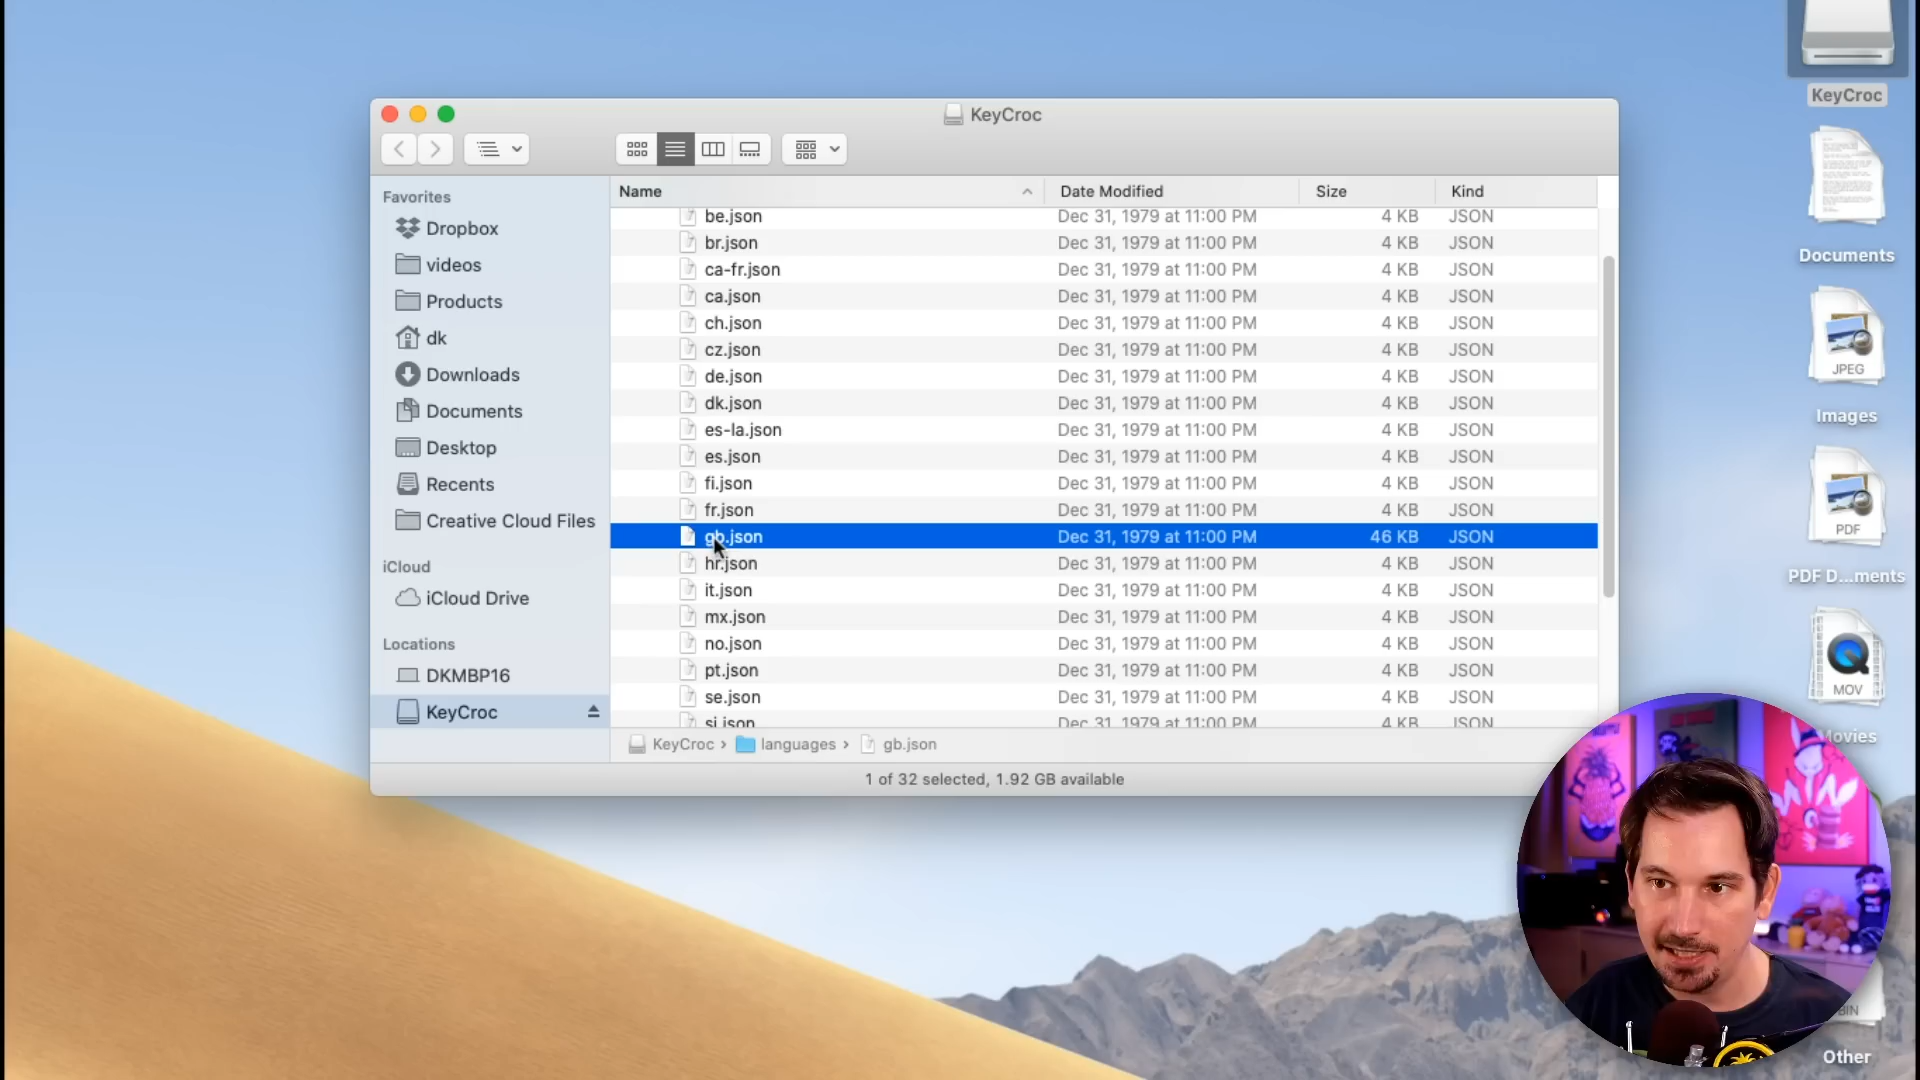 KeyCroc
KeyCroc
Favorites
Dropbox
videos
Products
dk
Downloads
Documents
Desktop
Recents
Creative Cloud Files
iCloud
iCloud Drive
Locations
DKMBP16
KeyCroc
Name Date Modified Size Kind
be.json Dec 31, 1979 at 11:00 PM 4 KB JSON
br.json Dec 31, 1979 at 11:00 PM 4 KB JSON
ca-fr.json Dec 31, 1979 at 11:00 PM 4 KB JSON
ca.json Dec 31, 1979 at 11:00 PM 4 KB JSON
ch.json Dec 31, 1979 at 11:00 PM 4 KB JSON
cz.json Dec 31, 1979 at 11:00 PM 4 KB JSON
de.json Dec 31, 1979 at 11:00 PM 4 KB JSON
dk.json Dec 31, 1979 at 11:00 PM 4 KB JSON
es-la.json Dec 31, 1979 at 11:00 PM 4 KB JSON
es.json Dec 31, 1979 at 11:00 PM 4 KB JSON
fi.json Dec 31, 1979 at 11:00 PM 4 KB JSON
fr.json Dec 31, 1979 at 11:00 PM 4 KB JSON
gb.json Dec 31, 1979 at 11:00 PM 46 KB JSON
hr.json Dec 31, 1979 at 11:00 PM 4 KB JSON
it.json Dec 31, 1979 at 11:00 PM 4 KB JSON
mx.json Dec 31, 1979 at 11:00 PM 4 KB JSON
no.json Dec 31, 1979 at 11:00 PM 4 KB JSON
pt.json Dec 31, 1979 at 11:00 PM 4 KB JSON
se.json Dec 31, 1979 at 11:00 PM 4 KB JSON
si.json Dec 31, 1979 at 11:00 PM 4 KB JSON
KeyCroc › languages › gb.json
1 of 32 selected, 1.92 GB available
Documents
JPEG
Images
PDF
PDF D...ments
MOV
Movies
BIN
Other